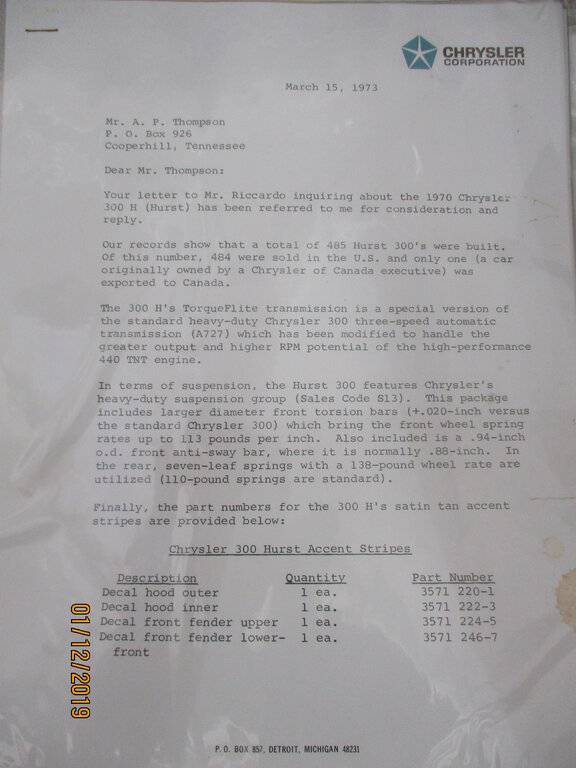 CHRYSLER
CORPORATION
March 15, 1973
Mr. A. P. Thompson
P. O. Box 926
Cooperhill, Tennessee
Dear Mr. Thompson:
Your letter to Mr. Riccardo inquiring about the 1970 Chrysler
300 H (Hurst) has been referred to me for consideration and
reply.
Our records show that a total of 485 Hurst 300's were built.
Of this number, 484 were sold in the U.S. and only one (a car
originally owned by a Chrysler of Canada executive) was
exported to Canada.
The 300 H's TorqueFlite transmission is a special version of
the standard heavy-duty Chrysler 300 three-speed automatic
transmission (A727) which has been modified to handle the
greater output and higher RPM potential of the high-performance
440 TNT engine.
In terms of suspension, the Hurst 300 features Chrysler's
heavy-duty suspension group (Sales Code S13). This package
includes larger diameter front torsion bars (+.020-inch versus
the standard Chrysler 300) which bring the front wheel spring
rates up to 113 pounds per inch. Also included is a .94-inch
o.d. front anti-sway bar, where it is normally .88-inch. In
the rear, seven-leaf springs with a 138-pound wheel rate are
utilized (110-pound springs are standard).
Finally, the part numbers for the 300 H's satin tan accent
stripes are provided below:
Chrysler 300 Hurst Accent Stripes
Description Quantity Part Number
Decal hood outer 1 ea. 3571 220-1
Decal hood inner 1 ea. 3571 222-3
Decal front fender upper 1 ea. 3571 224-5
Decal front fender lower- 1 ea. 3571 246-7
front
01/12/2019
P. O. BOX 857, DETROIT, MICHIGAN 48231